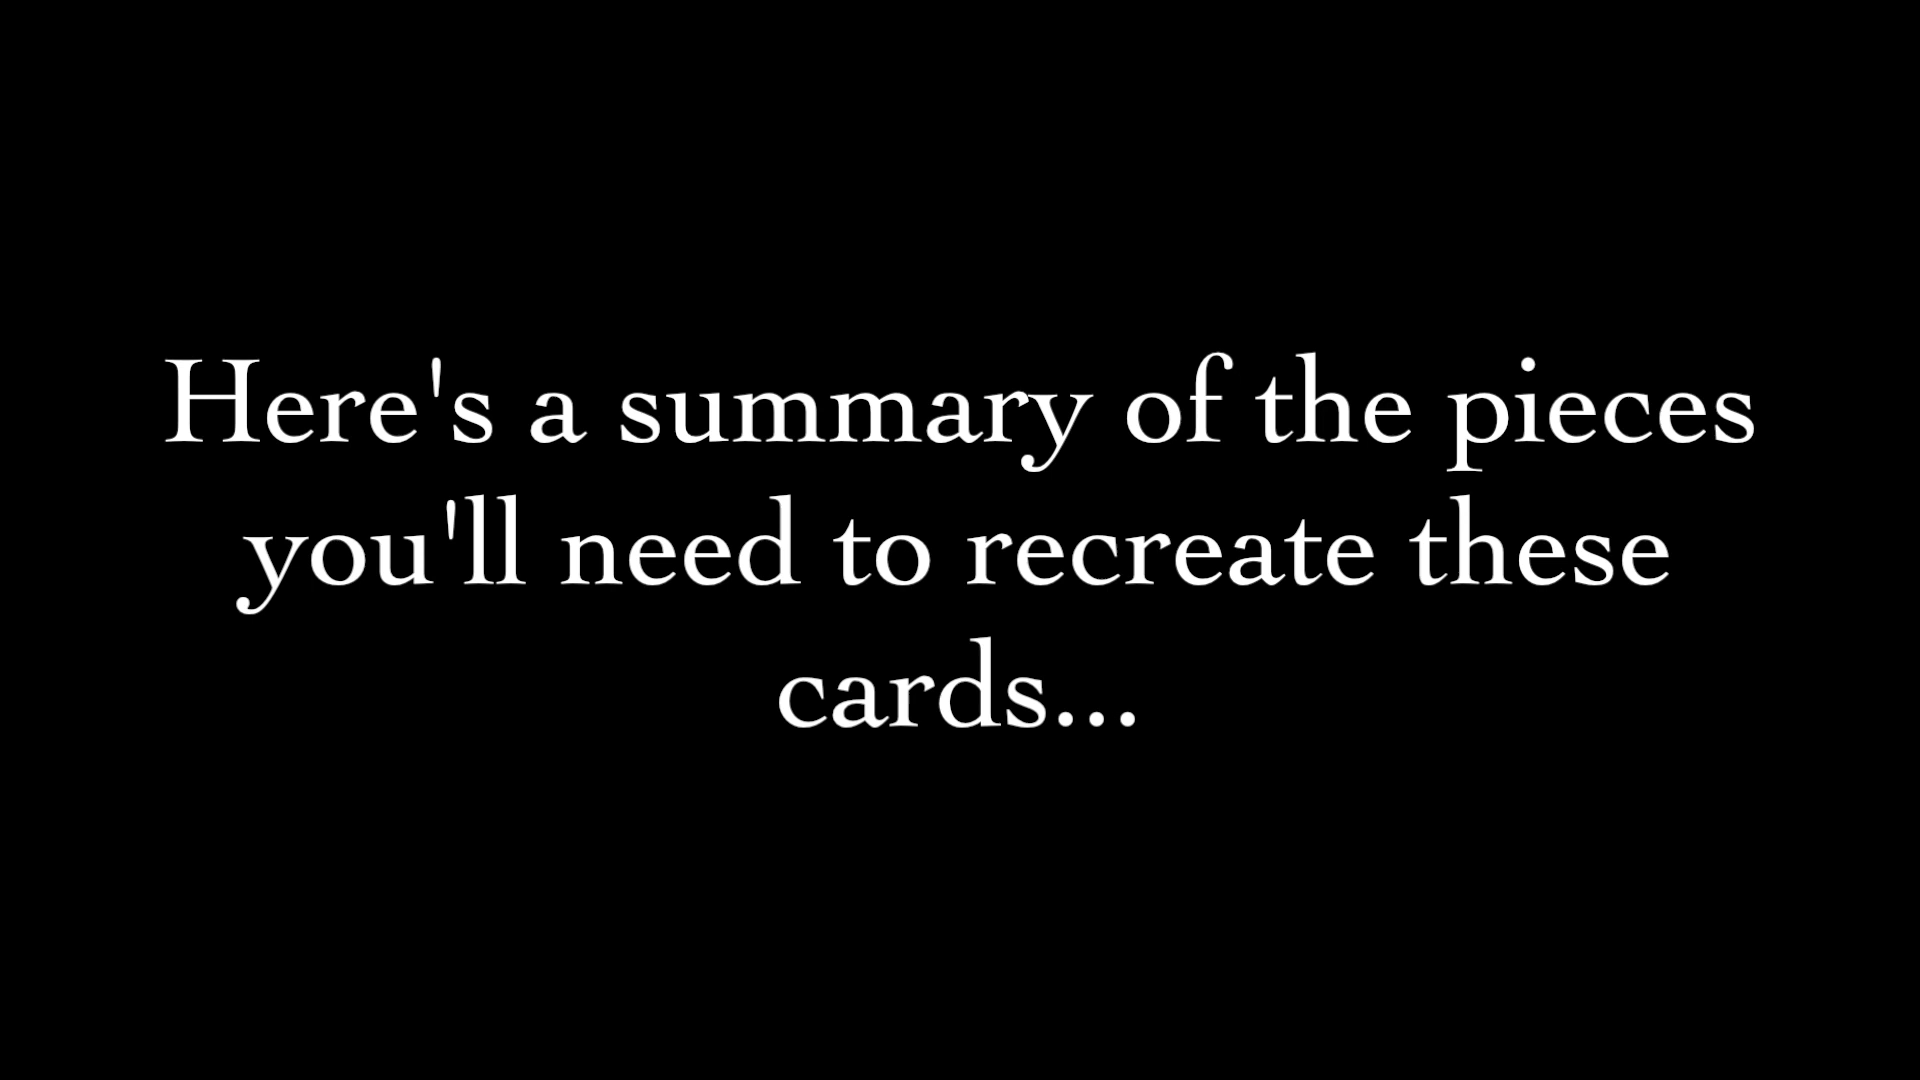 Here's a summary of the pieces
you'll need to recreate these
cards...